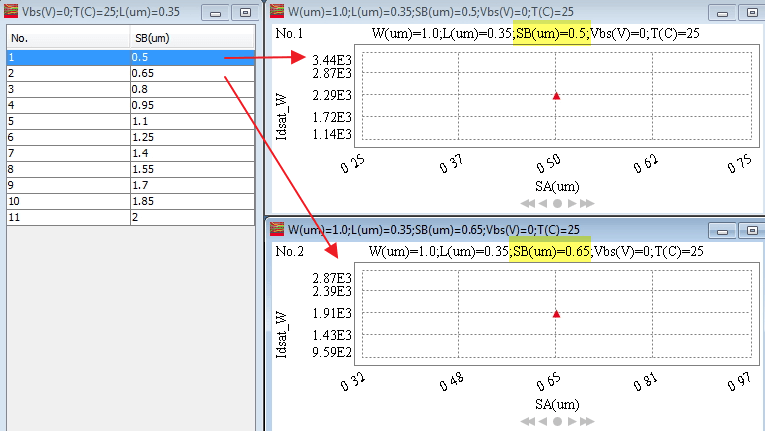 Vbs(V)=0;T(C)=25;L(um)=0.35
No. SB(um)
1 0.5
2 0.65
3 0.8
4 0.95
5 1.1
6 1.25
7 1.4
8 1.55
9 1.7
10 1.85
11 2
W(um)=1.0;L(um)=0.35;SB(um)=0.5;Vbs(V)=0;T(C)=25
No.1 W(um)=1.0;L(um)=0.35;SB(um)=0.5;Vbs(V)=0;T(C)=25
Idsat_W
3.44E3
2.87E3
2.29E3
1.72E3
1.14E3
0 25 0 37 0 50 0 62 0 75
SA(um)
W(um)=1.0;L(um)=0.35;SB(um)=0.65;Vbs(V)=0;T(C)=25
No.2 W(um)=1.0;L(um)=0.35;SB(um)=0.65;Vbs(V)=0;T(C)=25
Idsat_W
2.87E3
2.39E3
1.91E3
1.43E3
9.59E2
0 32 0 48 0 65 0 81 0 97
SA(um)